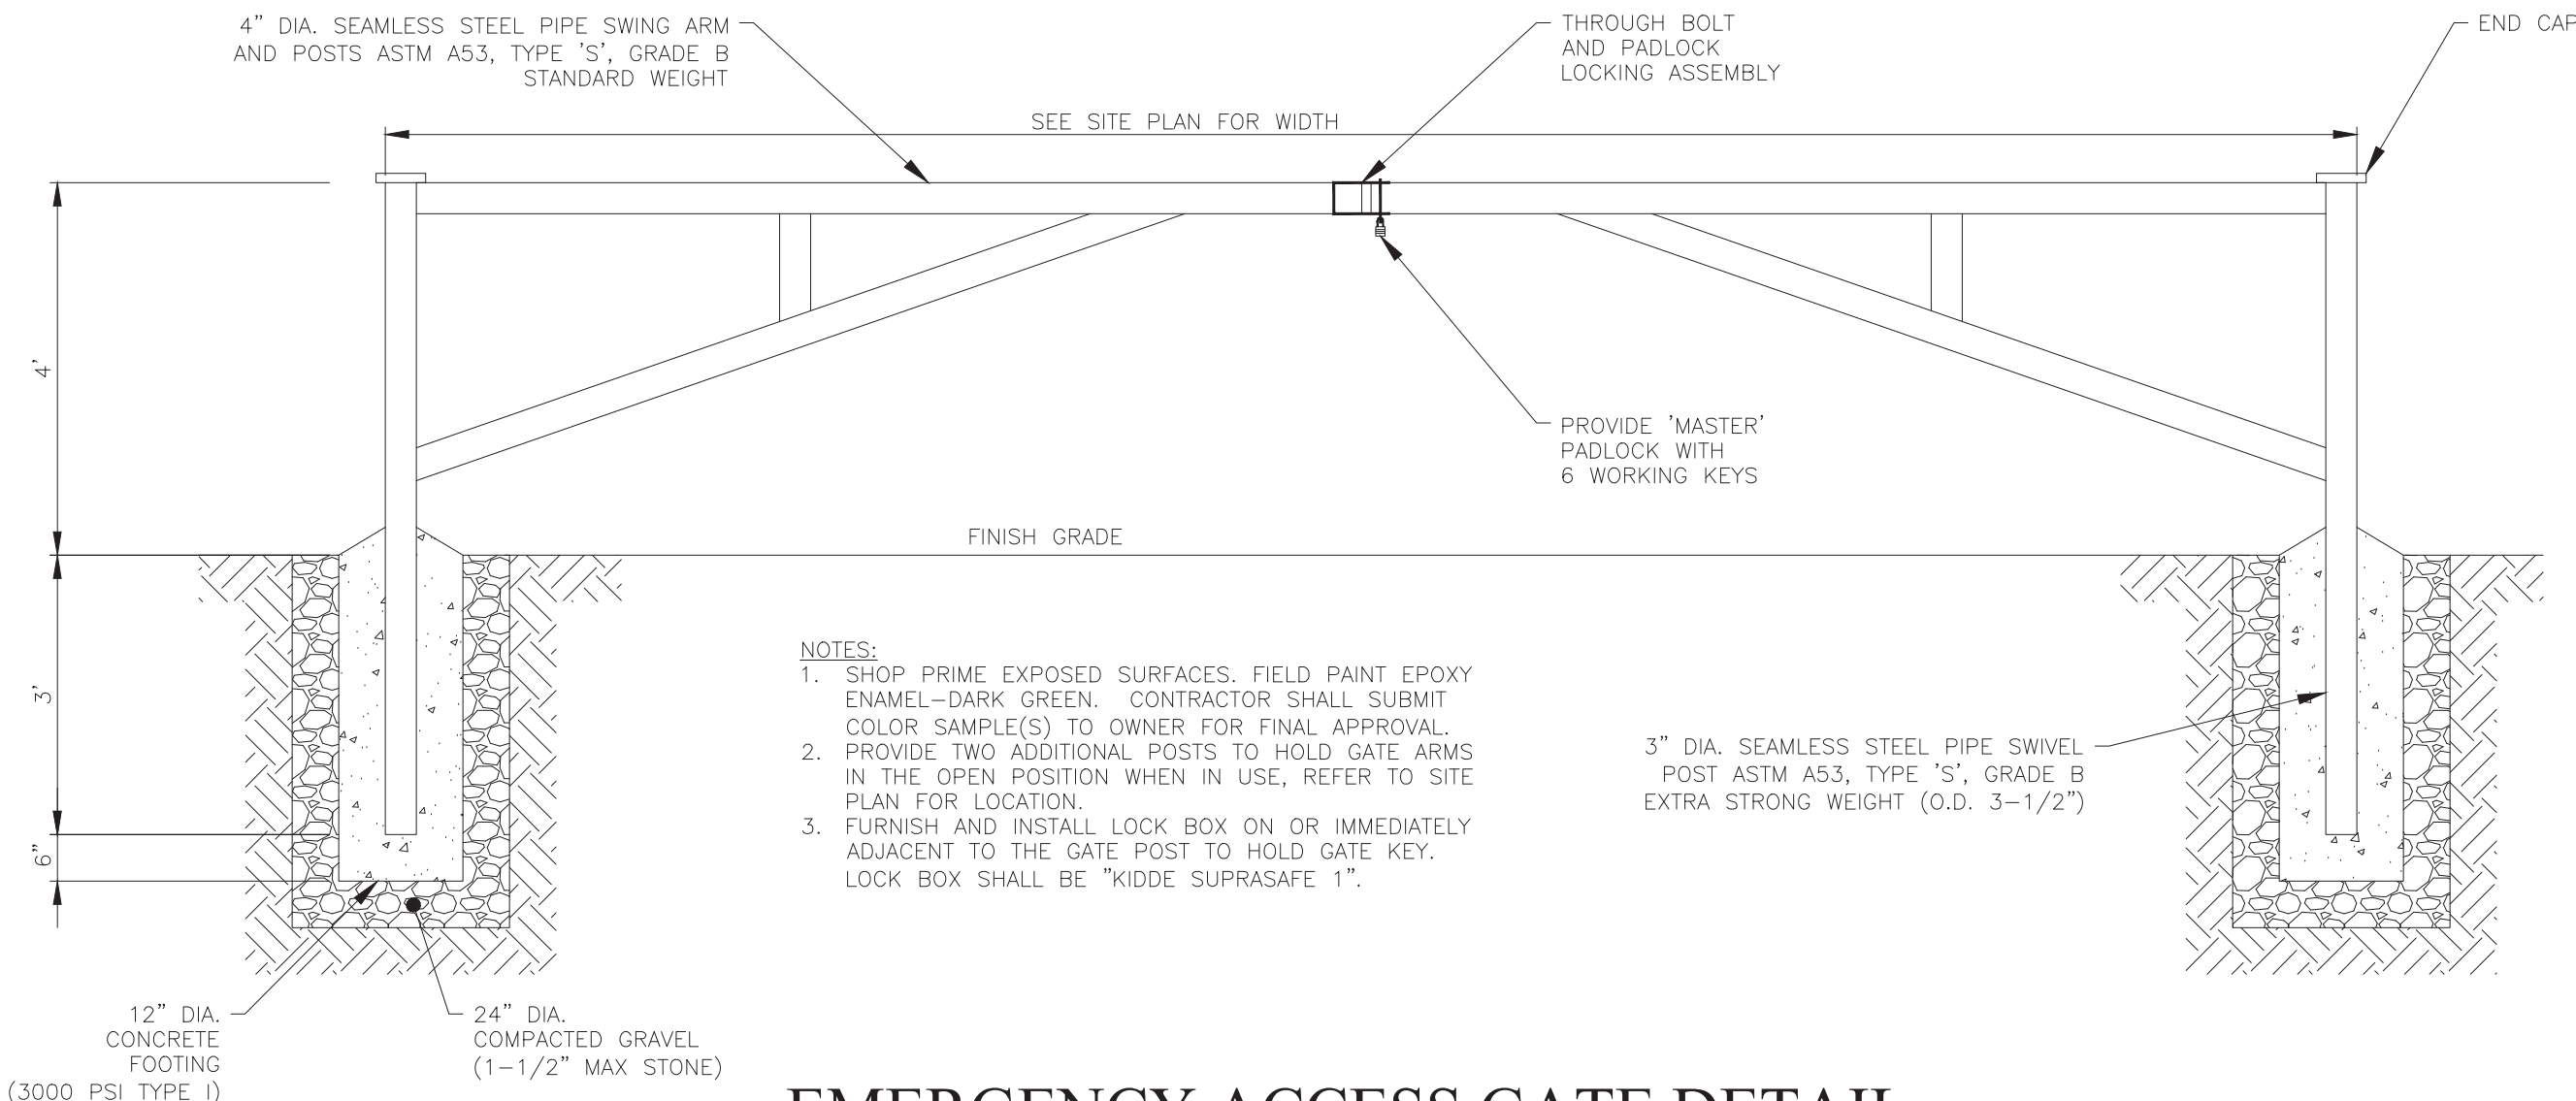 4” DIA. SEAMLESS STEEL PIPE SWING ARM
AND POSTS ASTM A53, TYPE 'S', GRADE B
STANDARD WEIGHT
THROUGH BOLT
AND PADLOCK
LOCKING ASSEMBLY
END CAP
SEE SITE PLAN FOR WIDTH
4'
PROVIDE 'MASTER'
PADLOCK WITH
6 WORKING KEYS
FINISH GRADE
3'
6”
NOTES:
1. SHOP PRIME EXPOSED SURFACES. FIELD PAINT EPOXY
ENAMEL–DARK GREEN. CONTRACTOR SHALL SUBMIT
COLOR SAMPLE(S) TO OWNER FOR FINAL APPROVAL.
2. PROVIDE TWO ADDITIONAL POSTS TO HOLD GATE ARMS
IN THE OPEN POSITION WHEN IN USE, REFER TO SITE
PLAN FOR LOCATION.
3. FURNISH AND INSTALL LOCK BOX ON OR IMMEDIATELY
ADJACENT TO THE GATE POST TO HOLD GATE KEY.
LOCK BOX SHALL BE ”KIDDE SUPRASAFE 1”.
3” DIA. SEAMLESS STEEL PIPE SWIVEL
POST ASTM A53, TYPE 'S', GRADE B
EXTRA STRONG WEIGHT (O.D. 3–1/2”)
12” DIA.
CONCRETE
FOOTING
(3000 PSI TYPE I)
24” DIA.
COMPACTED GRAVEL
(1–1/2” MAX STONE)
EMERGENCY ACCESS GATE DETAIL